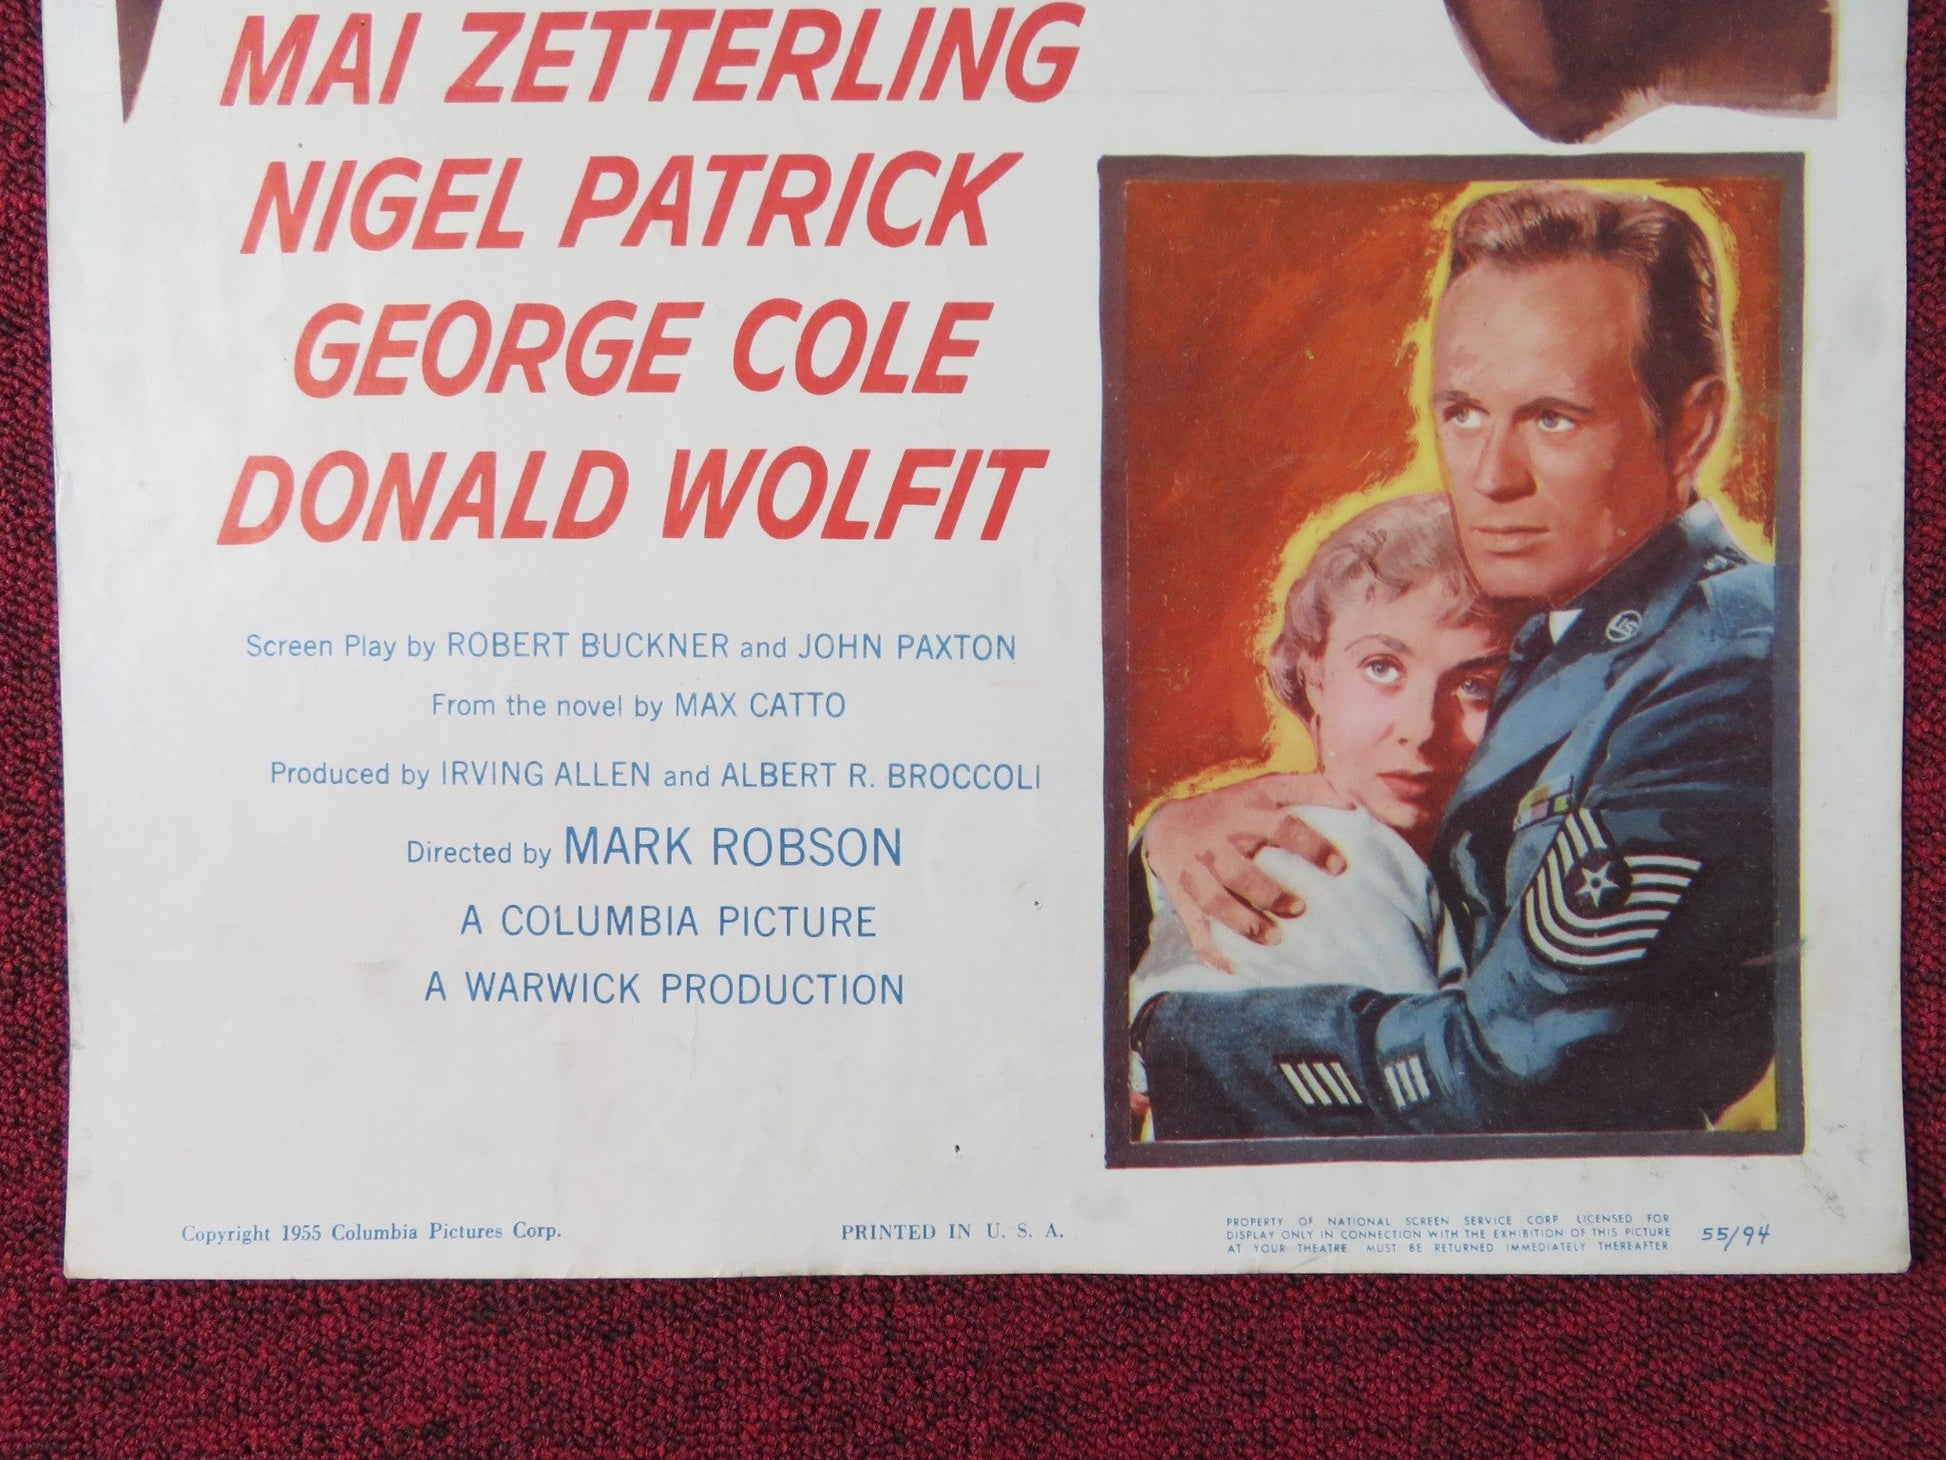 MAI ZETTERLING
NIGEL PATRICK
GEORGE COLE
DONALD WOLFIT
Screen Play by ROBERT BUCKNER and JOHN PAXTON
From the novel by MAX CATTO
Produced by IRVING ALLEN and ALBERT R. BROCCOLI
Directed by MARK ROBSON
A COLUMBIA PICTURE
A WARWICK PRODUCTION
US
Copyright 1955 Columbia Pictures Corp.
PRINTED IN U. S. A.
PROPERTY OF NATIONAL SCREEN SERVICE CORP. LICENSED FOR
DISPLAY ONLY IN CONNECTION WITH THE EXHIBITION OF THIS PICTURE
AT YOUR THEATRE. MUST BE RETURNED IMMEDIATELY THEREAFTER.
55/94